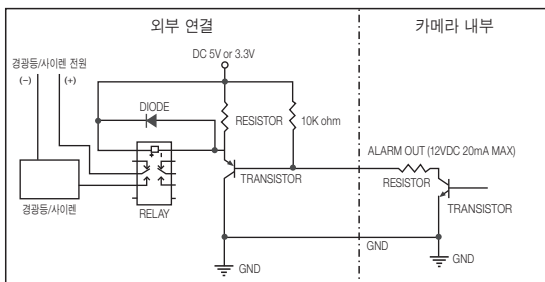 외부 연결
카메라 내부
경광등/사이렌 전원
(-)
(+)
DC 5V or 3.3V
DIODE
RESISTOR
10K ohm
ALARM OUT (12VDC 20mA MAX)
TRANSISTOR
RESISTOR
TRANSISTOR
경광등/사이렌
RELAY
GND
GND
GND